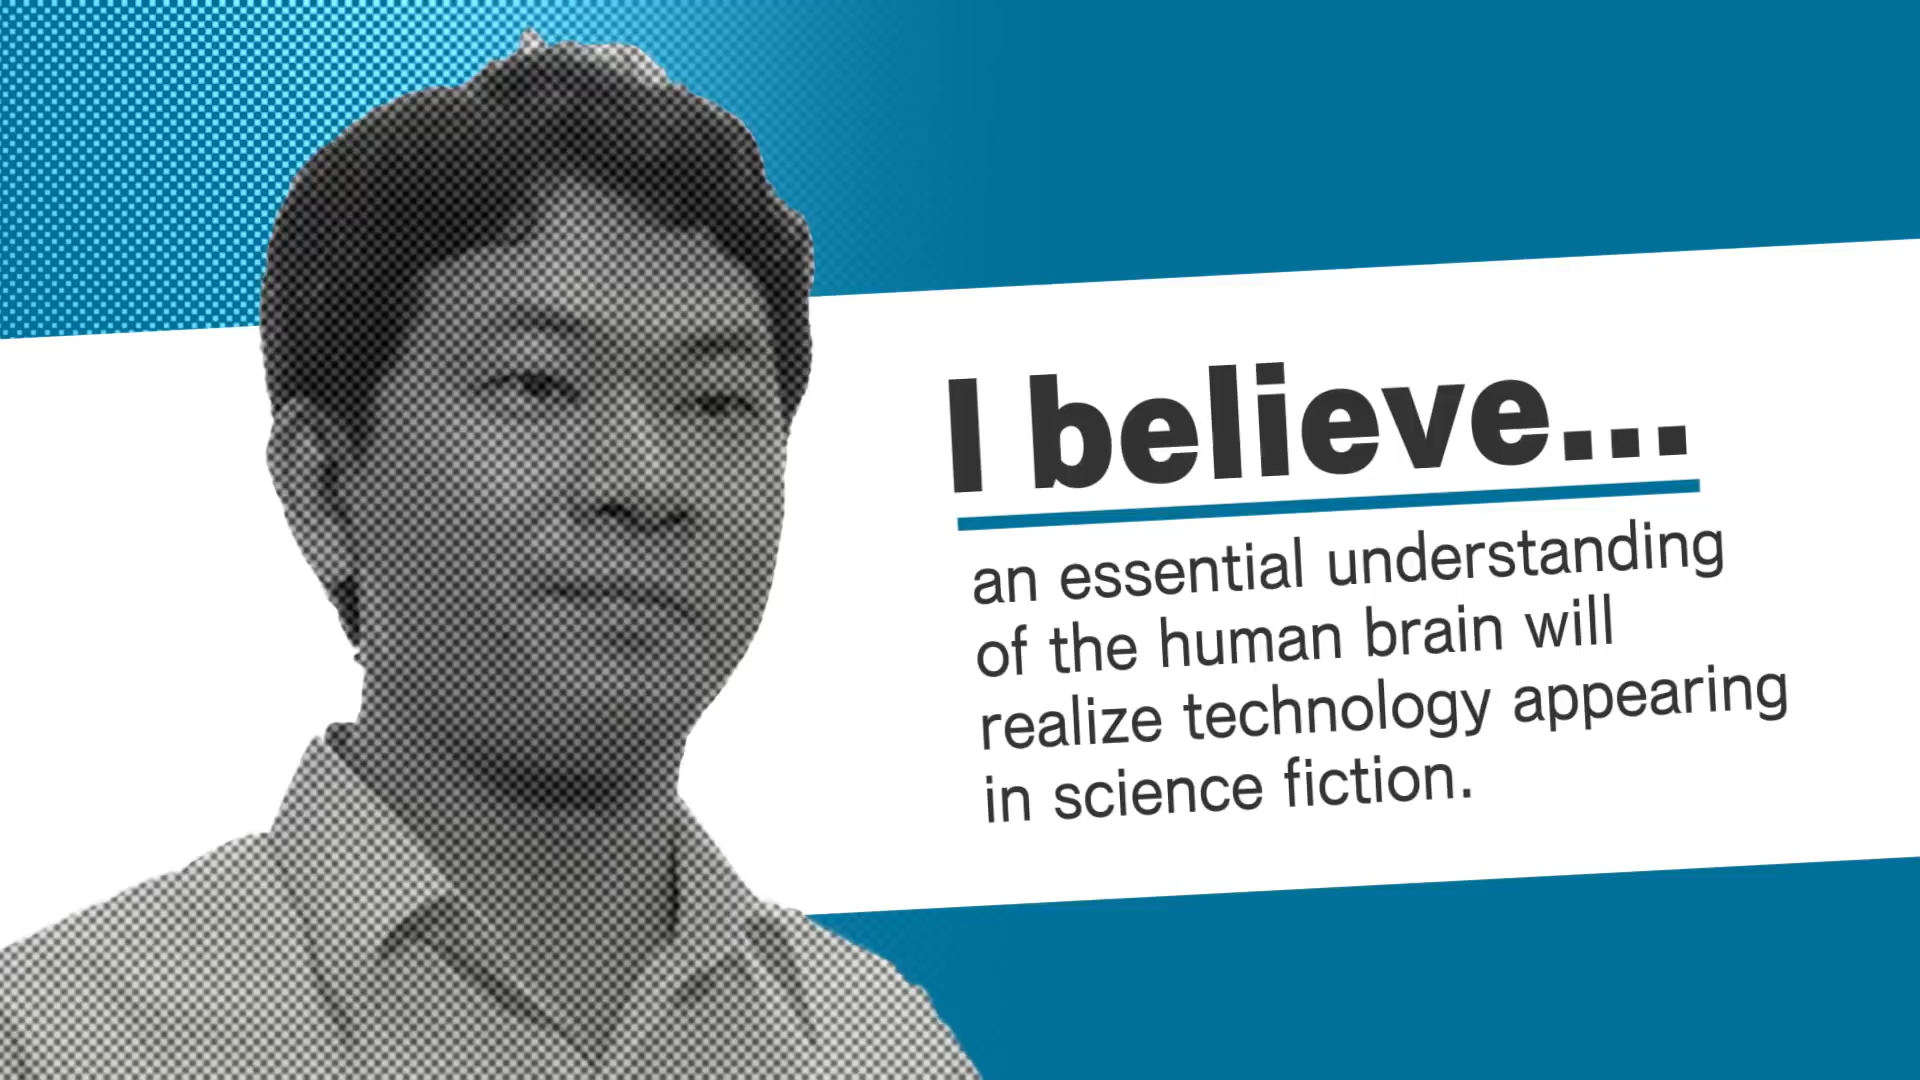 I believe...
an essential understanding
of the human brain will
realize technology appearing
in science fiction.